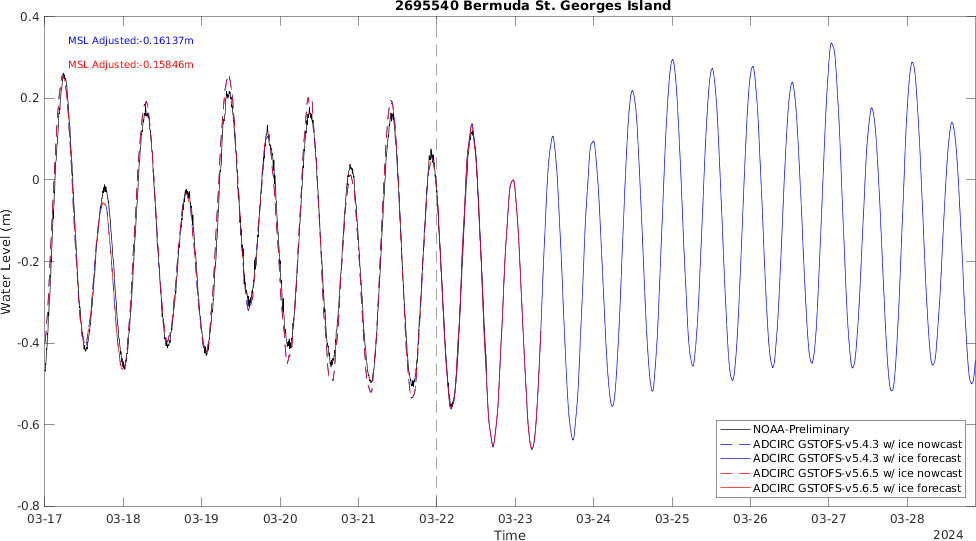 2695540 Bermuda St. Georges Island
MSL Adjusted:-0.16137m
MSL Adjusted:-0.15846m
0.4
0.2
0
-0.2
-0.4
-0.6
-0.8
Water Level (m)
NOAA-Preliminary
ADCIRC GSTOFS-v5.4.3 w/ ice nowcast
ADCIRC GSTOFS-v5.4.3 w/ ice forecast
ADCIRC GSTOFS-v5.6.5 w/ ice nowcast
ADCIRC GSTOFS-v5.6.5 w/ ice forecast
03-17 03-18 03-19 03-20 03-21 03-22 03-23 03-24 03-25 03-26 03-27 03-28
Time
2024